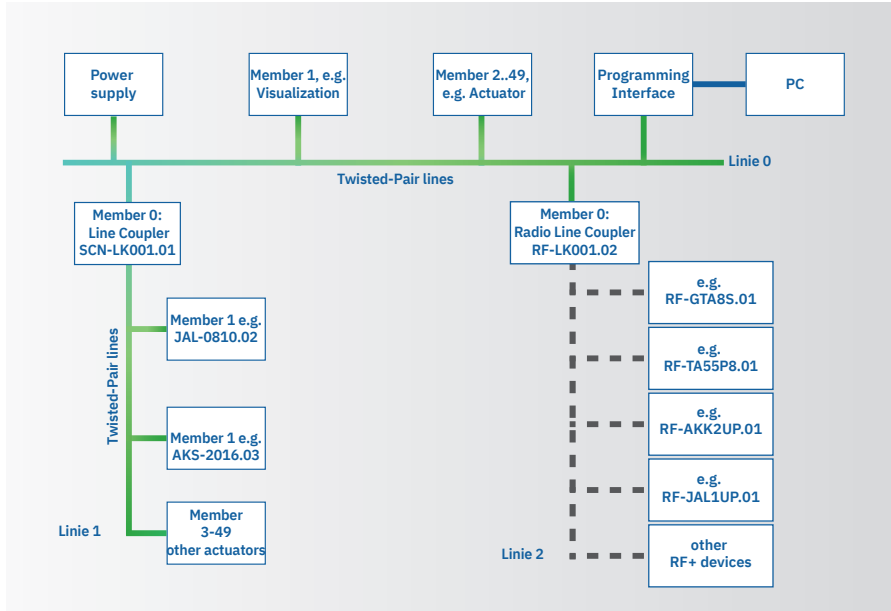 Power
supply
Member 1, e.g.
Visualization
Member 2..49,
e.g. Actuator
Programming
Interface
PC
Linie 0
Twisted-Pair lines
Member 0:
Line Coupler
SCN-LK001.01
Member 0:
Radio Line Coupler
RF-LK001.02
Twisted-Pair lines
Member 1 e.g.
JAL-0810.02
Member 1 e.g.
AKS-2016.03
Member
3-49
other actuators
Linie 1
e.g.
RF-GTA8S.01
e.g.
RF-TA55P8.01
e.g.
RF-AKK2UP.01
e.g.
RF-JAL1UP.01
other
RF+ devices
Linie 2